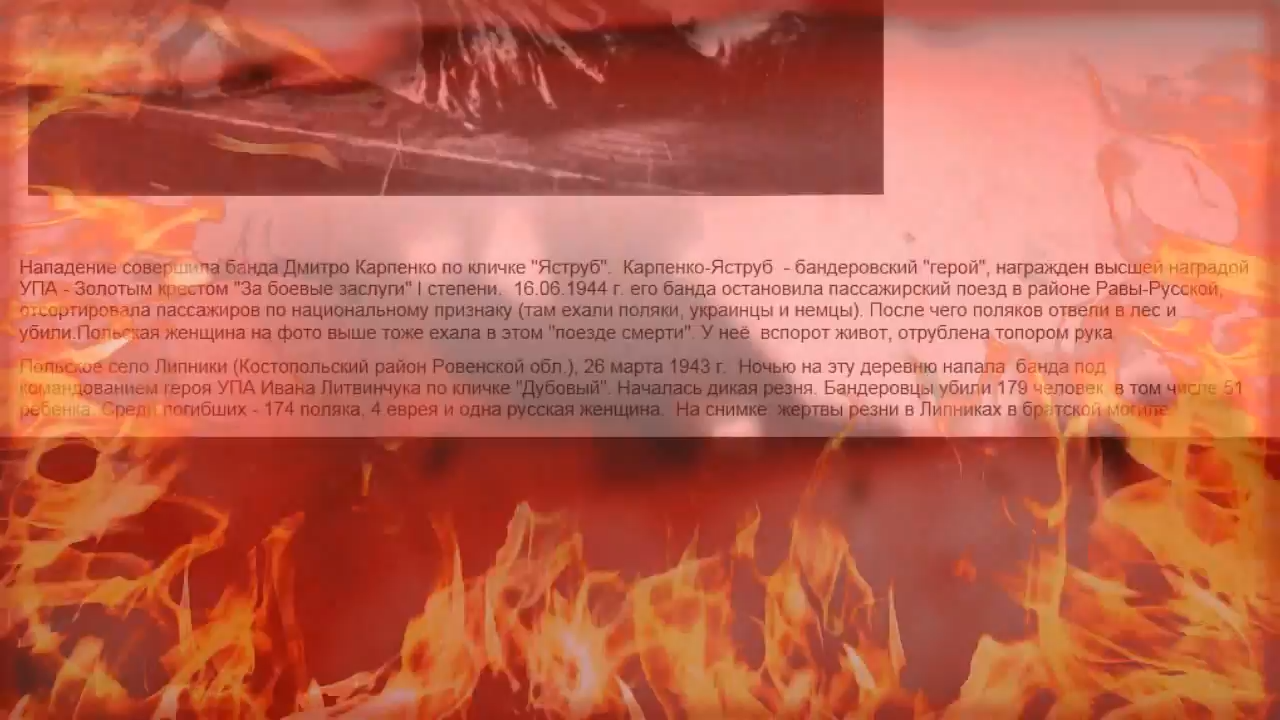 Нападение совершила банда Дмитро Карпенко по кличке "Яструб".  Карпенко-Яструб  - бандеровский "герой", награжден высшей наградой
УПА - Золотым крестом "За боевые заслуги" I степени.  16.06.1944 г. его банда остановила пассажирский поезд в районе Равы-Русской,
отсортировала пассажиров по национальному признаку (там ехали поляки, украинцы и немцы). После чего поляков отвели в лес и
убили.Польская женщина на фото выше тоже ехала в этом "поезде смерти". У неё  вспорот живот, отрублена топором рука.
Польское село Липники (Костопольский район Ровенской обл.), 26 марта 1943 г.  Ночью на эту деревню напала  банда под
командованием героя УПА Ивана Литвинчука по кличке "Дубовый". Началась дикая резня. Бандеровцы убили 179 человек, в том числе 51
ребенка. Среди погибших - 174 поляка, 4 еврея и одна русская женщина.  На снимке  жертвы резни в Липниках в братской могиле.